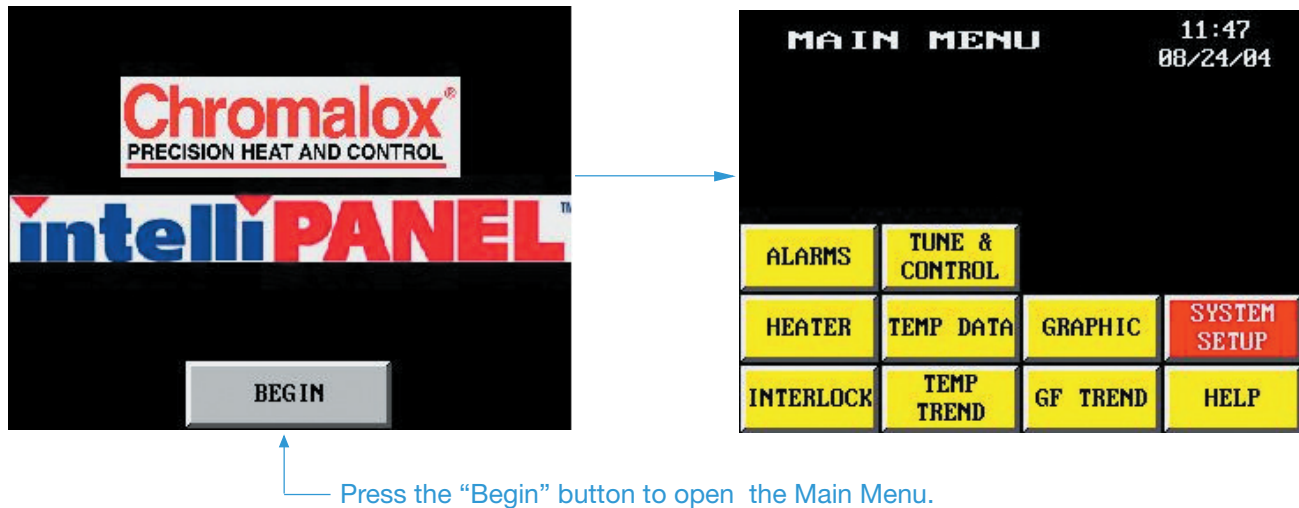 Chromalox®
PRECISION HEAT AND CONTROL
intelliPANEL™
BEGIN
MAIN MENU
11:47
08/24/04
ALARMS
TUNE &
CONTROL
HEATER
TEMP DATA
GRAPHIC
SYSTEM
SETUP
INTERLOCK
TEMP
TREND
GF TREND
HELP
Press the “Begin” button to open the Main Menu.